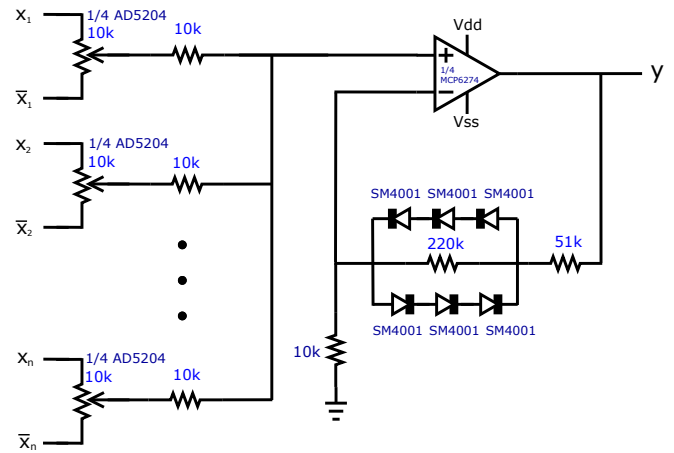 x1 1/4 AD5204
10k 10k
x̅1
x2 1/4 AD5204
10k 10k
x̅2
xn 1/4 AD5204
10k 10k
x̅n
Vdd
+
1/4
MCP6274
−
Vss
y
SM4001 SM4001 SM4001
220k 51k
SM4001 SM4001 SM4001
10k